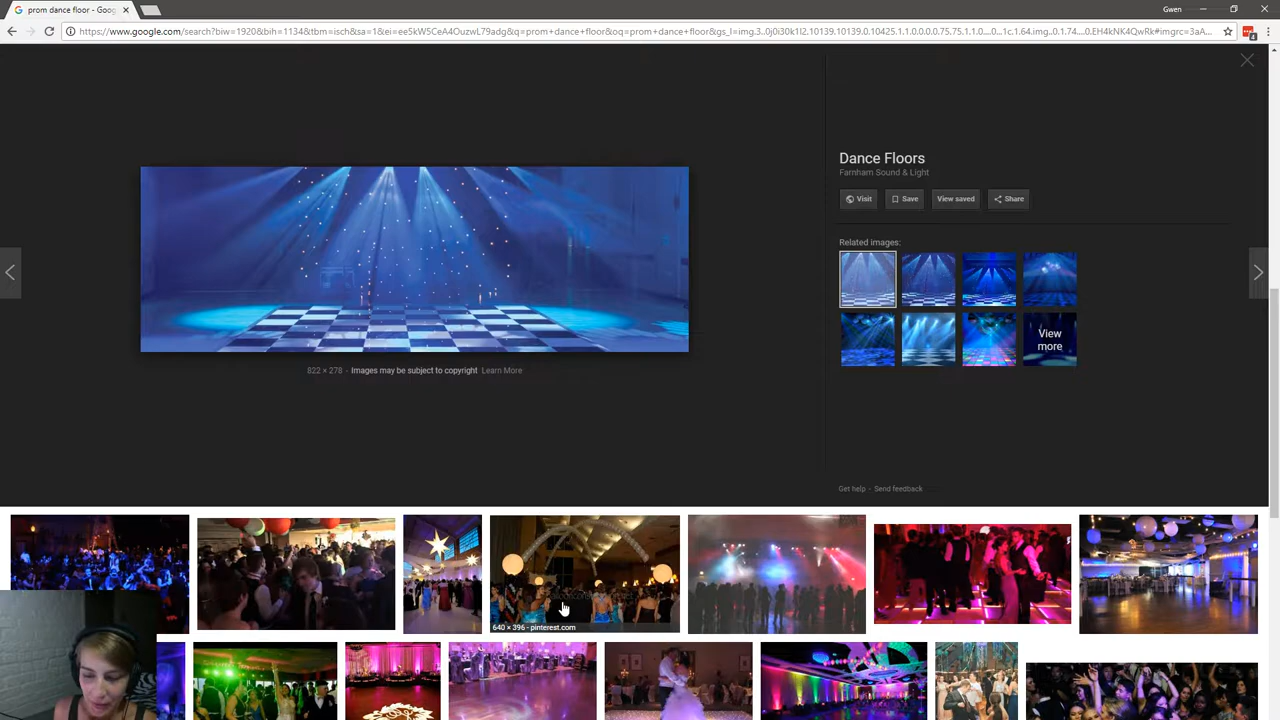 prom dance floor - Goog
Gwen
https://www.google.com/search?biw=1920&bih=1134&tbm=isch&sa=1&ei=ee5kW5CeA4OuzwL79adg&q=prom+dance+floor&oq=prom+dance+floor&gs_l=img.3..0j0i30k1l2.10139.10139.0.10425.1.1.0.0.0.0.75.75.1.1.0....0...1c.1.64.img..0.1.74....0.EH4kNK4QwRk#imgrc=3aA...
4
Dance Floors
Farnham Sound & Light
Visit
Save
View saved
Share
Related images:
View
more
822 × 278 - Images may be subject to copyright Learn More
Get help - Send feedback
640 × 396 - pinterest.com